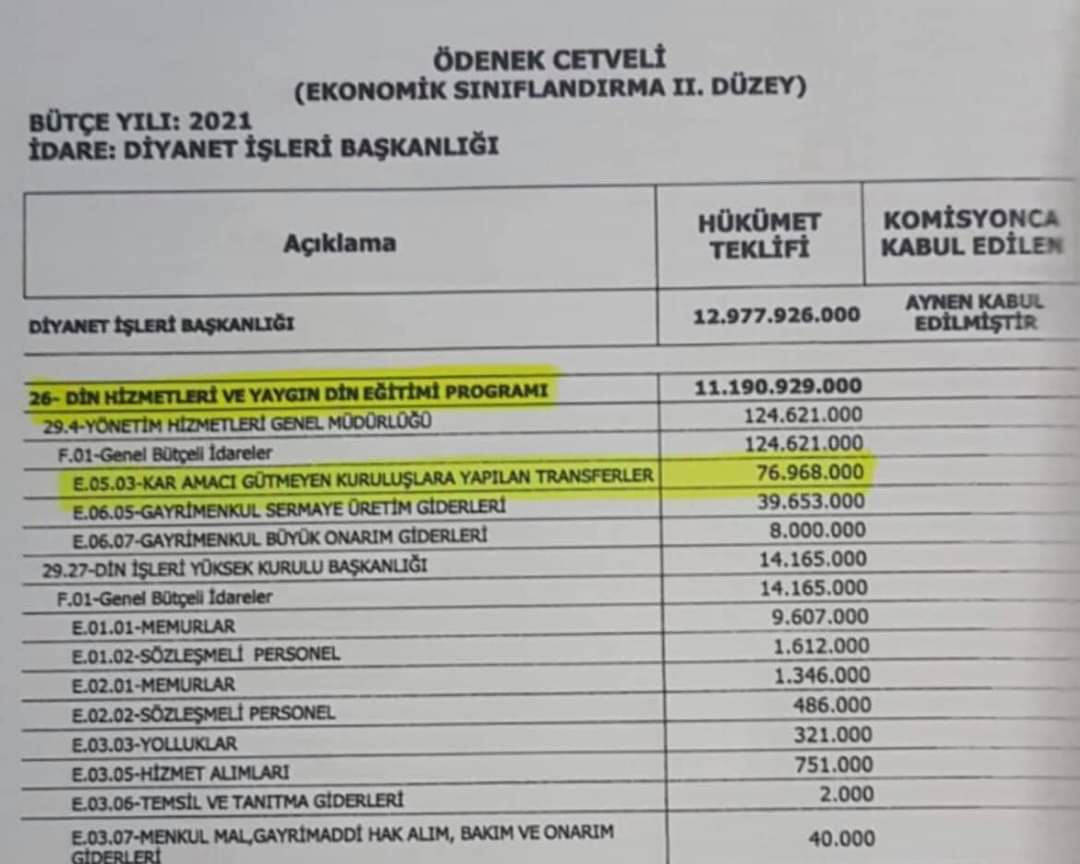 ÖDENEK CETVELİ
(EKONOMİK SINIFLANDIRMA II. DÜZEY)
BÜTÇE YILI: 2021
İDARE: DİYANET İŞLERİ BAŞKANLIĞI
Açıklama HÜKÜMET TEKLİFİ KOMİSYONCA KABUL EDİLEN
DİYANET İŞLERİ BAŞKANLIĞI 12.977.926.000 AYNEN KABUL EDİLMİŞTİR
26- DİN HİZMETLERİ VE YAYGIN DİN EĞİTİMİ PROGRAMI 11.190.929.000
29.4-YÖNETİM HİZMETLERİ GENEL MÜDÜRLÜĞÜ 124.621.000
F.01-Genel Bütçeli İdareler 124.621.000
E.05.03-KAR AMACI GÜTMEYEN KURULUŞLARA YAPILAN TRANSFERLER 76.968.000
E.06.05-GAYRİMENKUL SERMAYE ÜRETİM GİDERLERİ 39.653.000
E.06.07-GAYRİMENKUL BÜYÜK ONARIM GİDERLERİ 8.000.000
29.27-DİN İŞLERİ YÜKSEK KURULU BAŞKANLIĞI 14.165.000
F.01-Genel Bütçeli İdareler 14.165.000
E.01.01-MEMURLAR 9.607.000
E.01.02-SÖZLEŞMELİ PERSONEL 1.612.000
E.02.01-MEMURLAR 1.346.000
E.02.02-SÖZLEŞMELİ PERSONEL 486.000
E.03.03-YOLLUKLAR 321.000
E.03.05-HİZMET ALIMLARI 751.000
E.03.06-TEMSİL VE TANITMA GİDERLERİ 2.000
E.03.07-MENKUL MAL,GAYRİMADDİ HAK ALIM, BAKIM VE ONARIM 40.000
GİDERLERİ